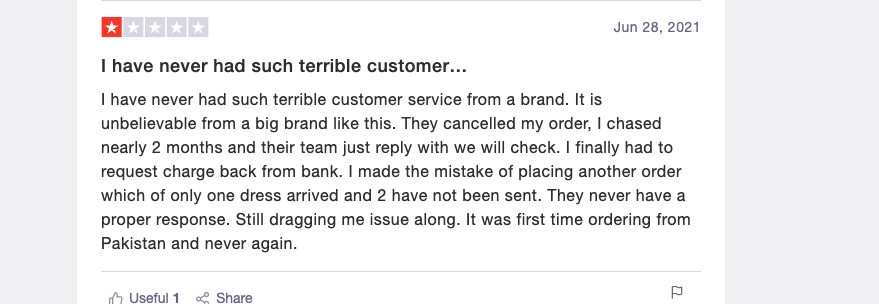 Jun 28, 2021
I have never had such terrible customer...
I have never had such terrible customer service from a brand. It is
unbelievable from a big brand like this. They cancelled my order, I chased
nearly 2 months and their team just reply with we will check. I finally had to
request charge back from bank. I made the mistake of placing another order
which of only one dress arrived and 2 have not been sent. They never have a
proper response. Still dragging me issue along. It was first time ordering from
Pakistan and never again.
Useful 1 Share